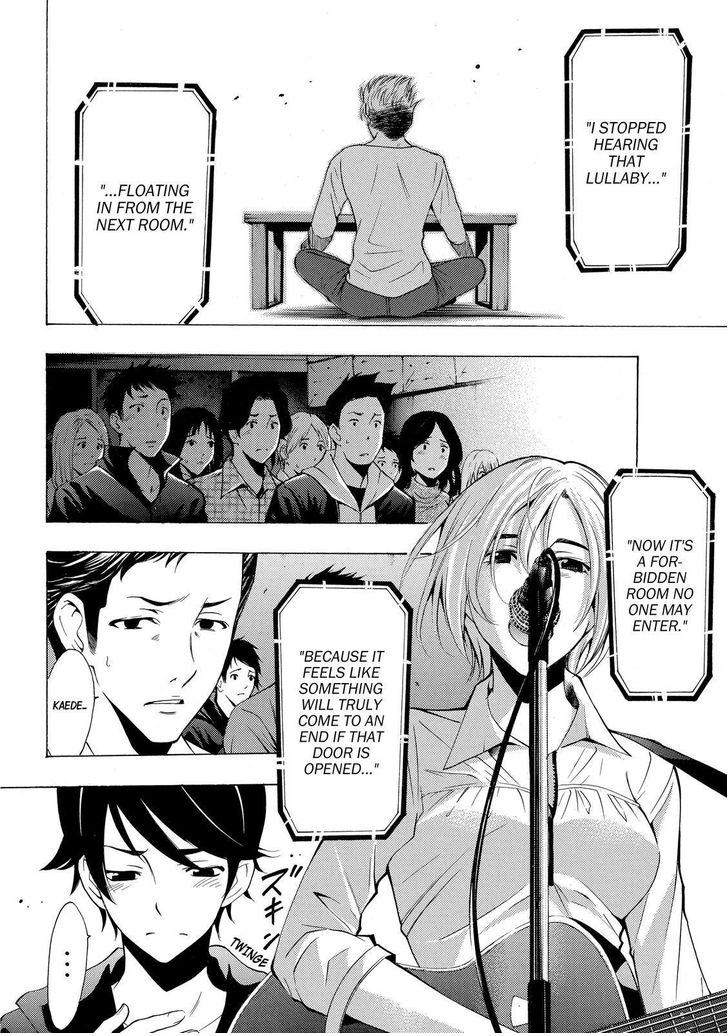 "I STOPPED
HEARING
THAT
LULLABY..."
"...FLOATING
IN FROM THE
NEXT ROOM."
"NOW IT'S
A FOR-
BIDDEN
ROOM NO
ONE MAY
ENTER."
"BECAUSE IT
FEELS LIKE
SOMETHING
WILL TRULY
COME TO AN
END IF THAT
DOOR IS
OPENED..."
KAEDE...
...
ズキン
TWINGE